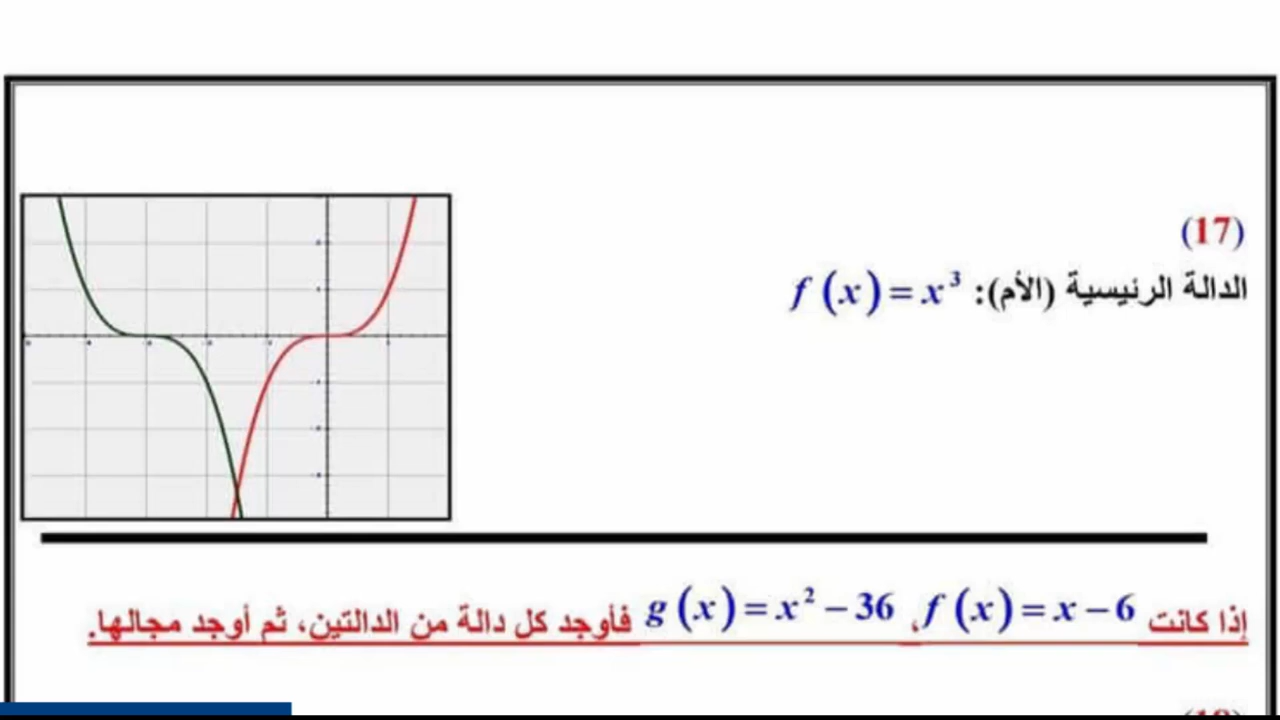 (17)
الدالة الرئيسية (الأم): f (x) = x³
إذا كانت f (x) = x − 6 ، g (x) = x² − 36 فأوجد كل دالة من الدالتين، ثم أوجد مجالها.